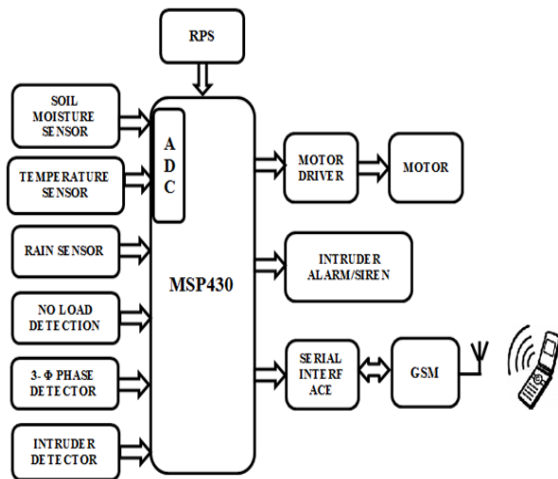 RPS
SOIL
MOISTURE
SENSOR
TEMPERATURE
SENSOR
RAIN SENSOR
NO LOAD
DETECTION
3- Φ PHASE
DETECTOR
INTRUDER
DETECTOR
A
D
C
MSP430
MOTOR
DRIVER
MOTOR
INTRUDER
ALARM/SIREN
SERIAL
INTERF
ACE
GSM